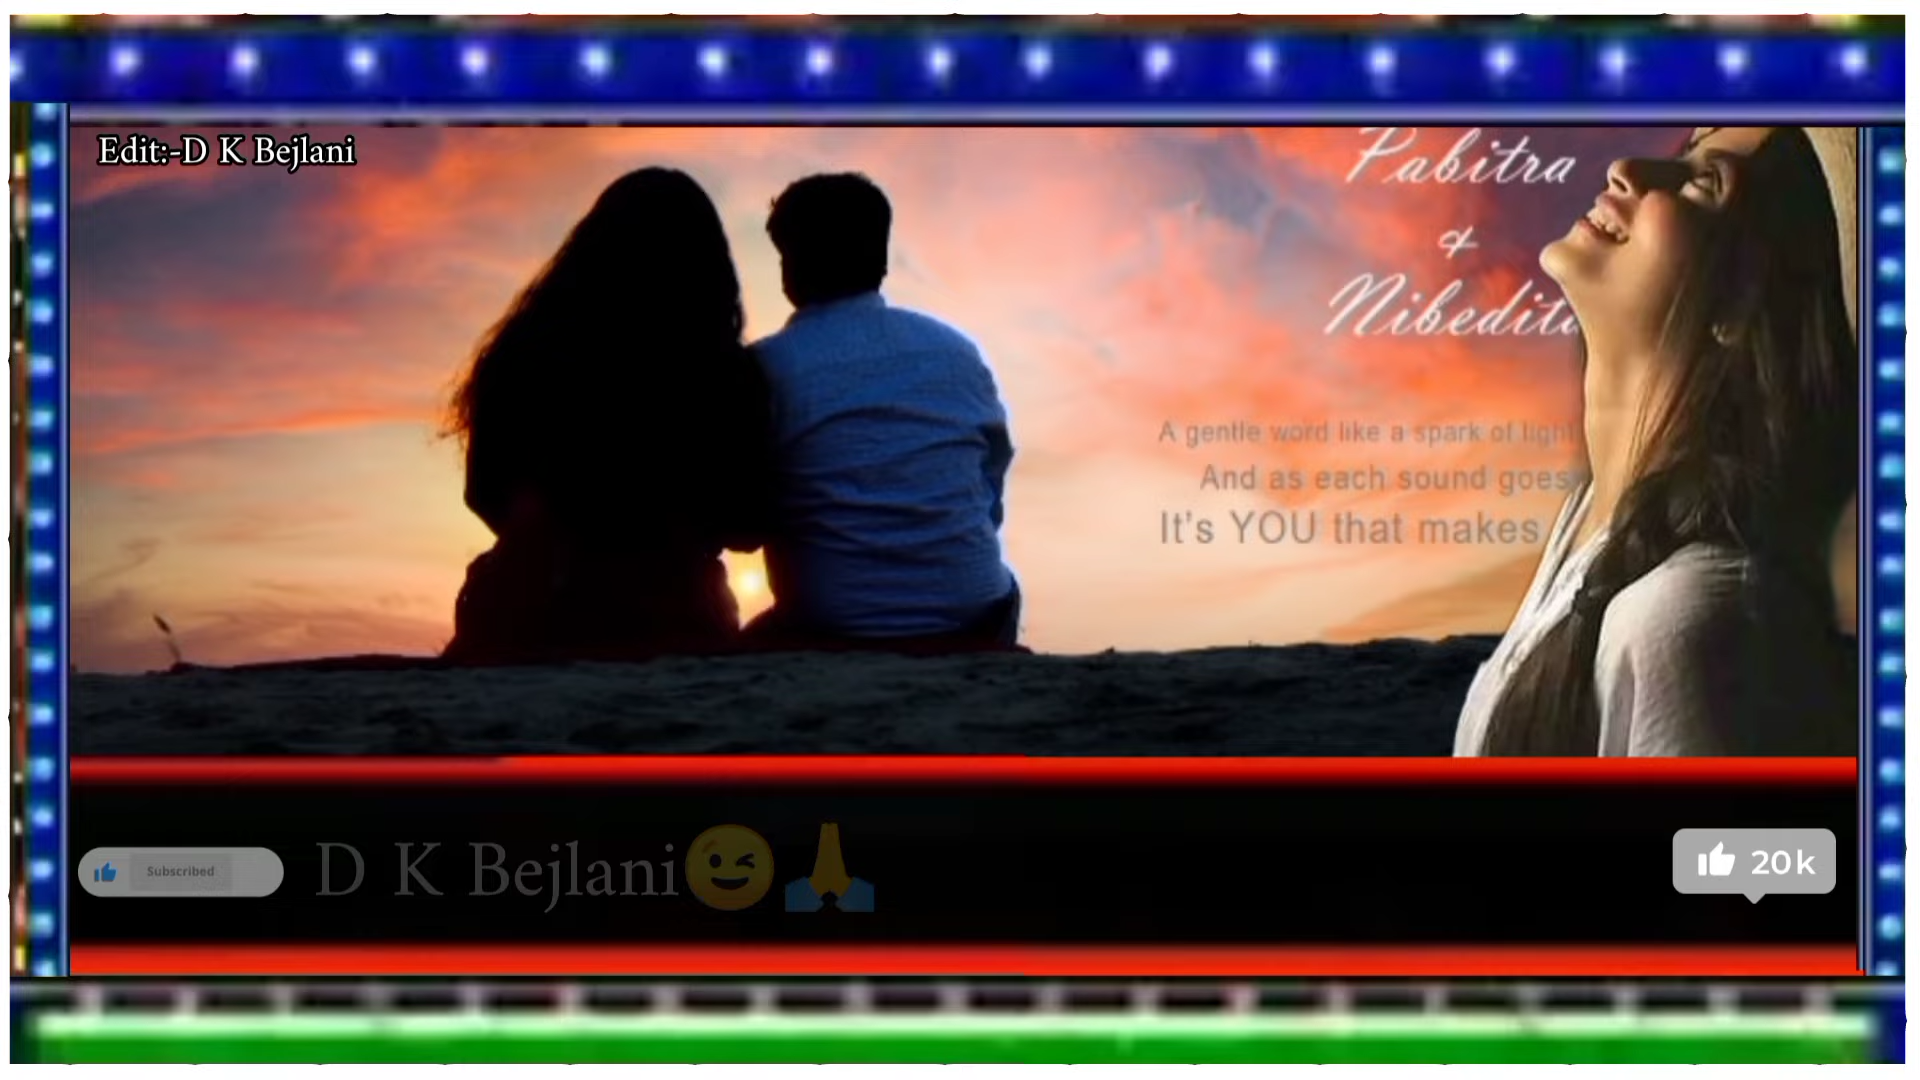 Edit:-D K Bejlani
Pabitra
&
Nibedita
A gentle word like a spark of light
And as each sound goes
It's YOU that makes
Subscribed
D K Bejlani😉🙏
20k